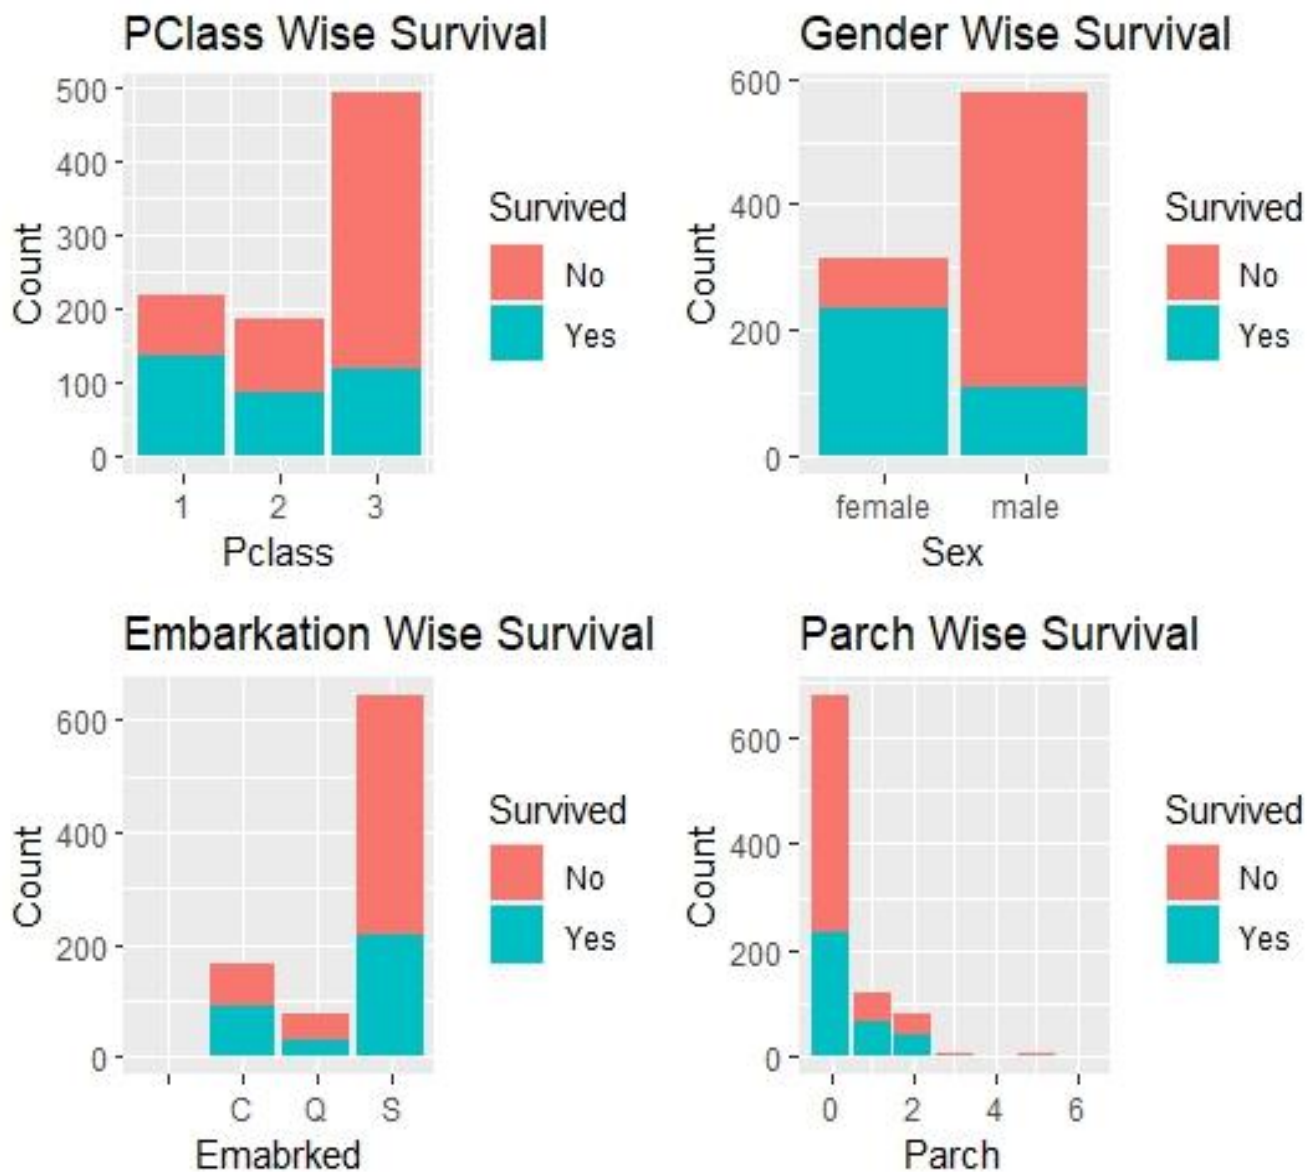 PClass Wise Survival
500
400
300
200
100
0
Count
1 2 3
Pclass
Survived
No
Yes
Gender Wise Survival
600
400
200
0
Count
female male
Sex
Survived
No
Yes
Embarkation Wise Survival
600
400
200
0
Count
C Q S
Emabrked
Survived
No
Yes
Parch Wise Survival
600
400
200
0
Count
0 2 4 6
Parch
Survived
No
Yes